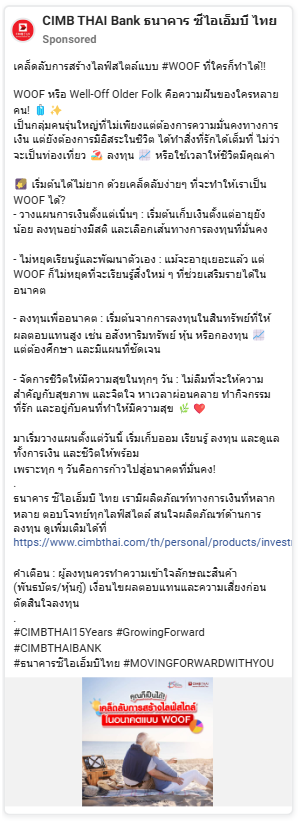 CIMB THAI Bank ธนาคาร ซีไอเอ็มบี ไทย
Sponsored
เคล็ดลับการสร้างไลฟ์สไตล์แบบ #WOOF ที่ใครก็ทำได้!!
WOOF หรือ Well-Off Older Folk คือความฝันของใครหลาย
คน! 🧳 ✨
เป็นกลุ่มคนรุ่นใหญ่ที่ไม่เพียงแต่ต้องการความมั่นคงทางการ
เงิน แต่ยังต้องการมีอิสระในชีวิต ได้ทำสิ่งที่รักได้เต็มที่ ไม่ว่า
จะเป็นท่องเที่ยว 🏖️ ลงทุน 📈 หรือใช้เวลาให้ชีวิตมีคุณค่า
🌠 เริ่มต้นได้ไม่ยาก ด้วยเคล็ดลับง่ายๆ ที่จะทำให้เราเป็น
WOOF ได้?
- วางแผนการเงินตั้งแต่เนิ่นๆ : เริ่มต้นเก็บเงินตั้งแต่อายุยัง
น้อย ลงทุนอย่างมีสติ และเลือกเส้นทางการลงทุนที่มั่นคง
- ไม่หยุดเรียนรู้และพัฒนาตัวเอง : แม้จะอายุเยอะแล้ว แต่
WOOF ก็ไม่หยุดที่จะเรียนรู้สิ่งใหม่ ๆ ที่ช่วยเสริมรายได้ใน
อนาคต
- ลงทุนเพื่ออนาคต : เริ่มต้นจากการลงทุนในสินทรัพย์ที่ให้
ผลตอบแทนสูง เช่น อสังหาริมทรัพย์ หุ้น หรือกองทุน 📈
แต่ต้องศึกษา และมีแผนที่ชัดเจน
- จัดการชีวิตให้มีความสุขในทุกๆ วัน : ไม่ลืมที่จะให้ความ
สำคัญกับสุขภาพ และจิตใจ หาเวลาผ่อนคลาย ทำกิจกรรม
ที่รัก และอยู่กับคนที่ทำให้มีความสุข 🌿 ❤️
มาเริ่มวางแผนตั้งแต่วันนี้ เริ่มเก็บออม เรียนรู้ ลงทุน และดูแล
ทั้งการเงิน และชีวิตให้พร้อม
เพราะทุก ๆ วันคือการก้าวไปสู่อนาคตที่มั่นคง!
.
ธนาคาร ซีไอเอ็มบี ไทย เรามีผลิตภัณฑ์ทางการเงินที่หลาก
หลาย ตอบโจทย์ทุกไลฟ์สไตล์ สนใจผลิตภัณฑ์ด้านการ
ลงทุน ดูเพิ่มเติมได้ที่
https://www.cimbthai.com/th/personal/products/investm
คำเตือน : ผู้ลงทุนควรทำความเข้าใจลักษณะสินค้า
(พันธบัตร/หุ้นกู้) เงื่อนไขผลตอบแทนและความเสี่ยงก่อน
ตัดสินใจลงทุน
.
#CIMBTHAI15Years #GrowingForward
#CIMBTHAIBANK
#ธนาคารซีไอเอ็มบีไทย #MOVINGFORWARDWITHYOU
คุณก็เป็นได้!
เคล็ดลับการสร้างไลฟ์สไตล์
ในอนาคตแบบ WOOF